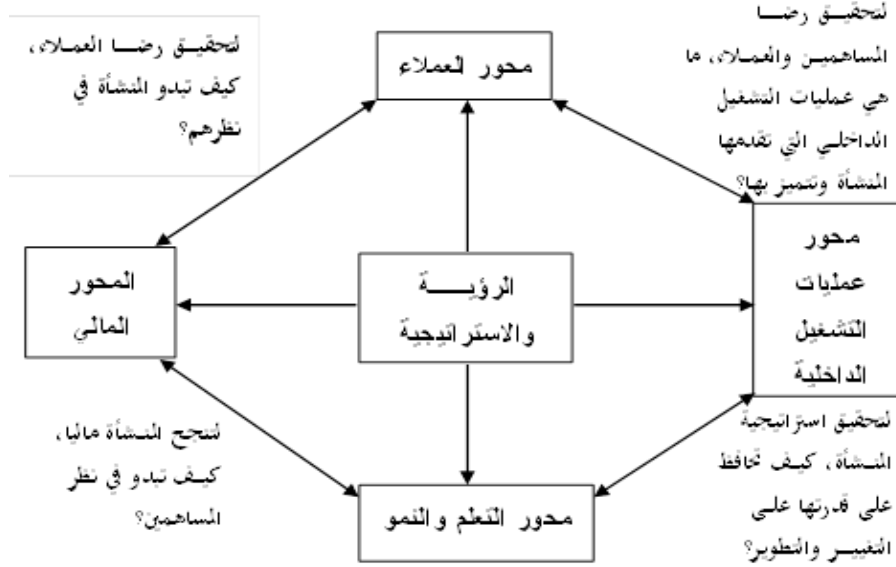 لتحقيق رضا
المساهمين والعملاء، ما
هي عمليات التشغيل
الداخلي التي تقدمها
المنشأة وتتميز بها؟
محور العملاء
لتحقيق رضا العملاء،
كيف تبدو المنشأة في
نظرهم؟
محور
عمليات
التشغيل
الداخلية
الرؤيــــة
والاستراتيجية
المحور
المالي
لتحقيق استراتيجية
المنشأة، كيف تحافظ
على قدرتها على
التغيير والتطوير؟
محور التعلم والنمو
لتنجح المنشأة ماليا،
كيف تبدو في نظر
المساهمين؟